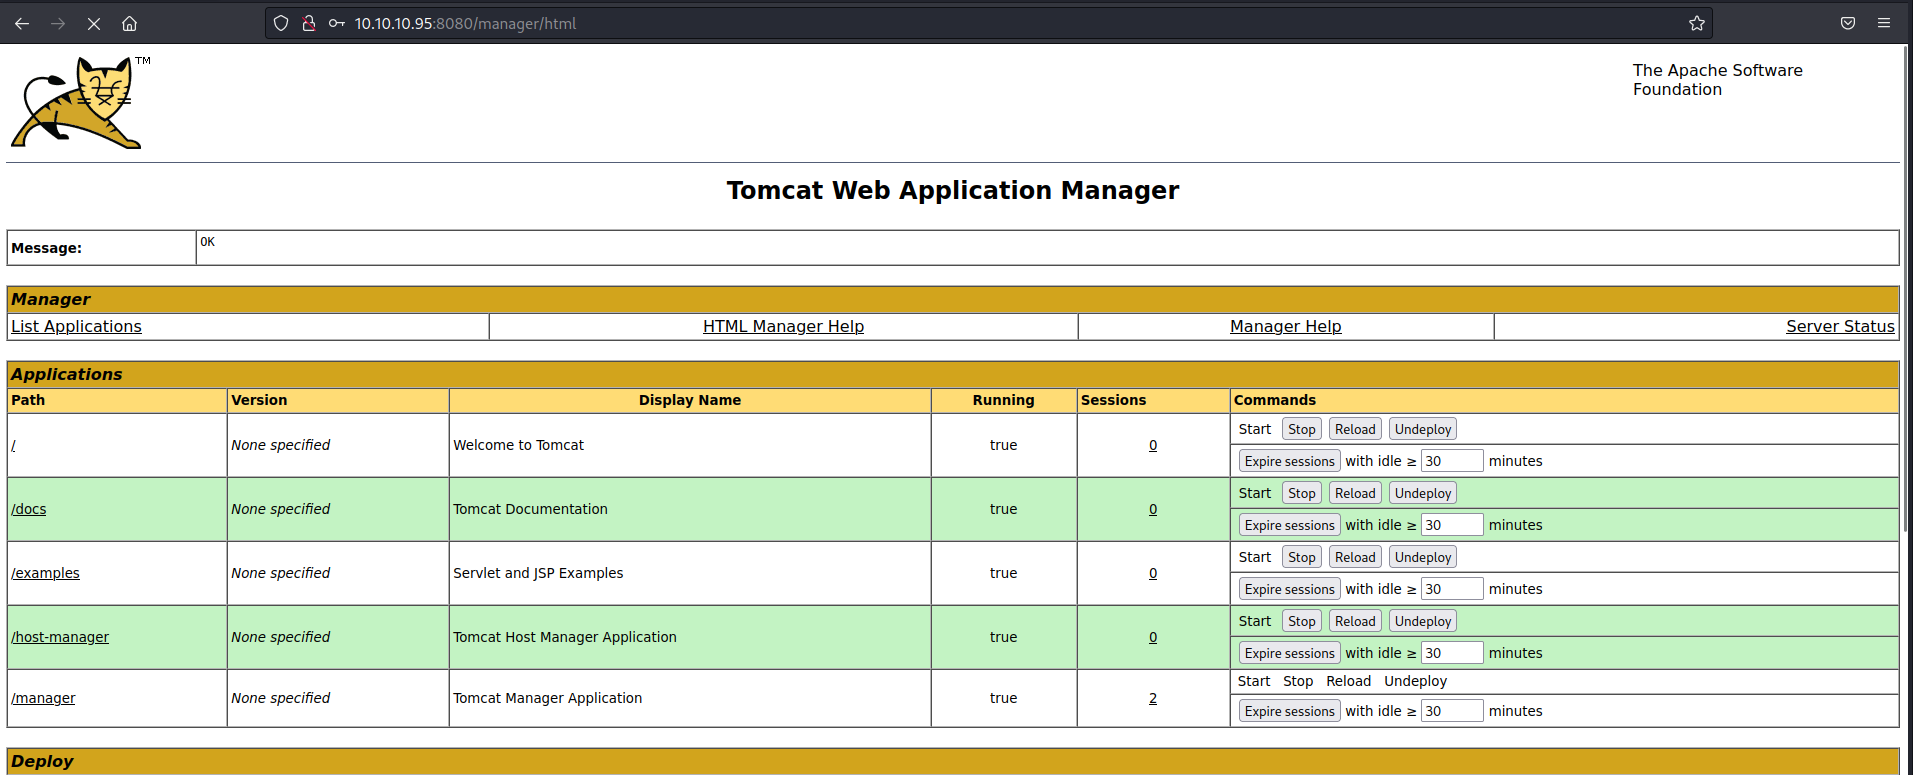 10.10.10.95:8080/manager/html
TM
The Apache Software
Foundation
Tomcat Web Application Manager
Message: OK
Manager
List Applications HTML Manager Help Manager Help Server Status
Applications
Path Version Display Name Running Sessions Commands
/ None specified Welcome to Tomcat true 0 Start Stop Reload Undeploy
Expire sessions with idle ≥ 30 minutes
/docs None specified Tomcat Documentation true 0 Start Stop Reload Undeploy
Expire sessions with idle ≥ 30 minutes
/examples None specified Servlet and JSP Examples true 0 Start Stop Reload Undeploy
Expire sessions with idle ≥ 30 minutes
/host-manager None specified Tomcat Host Manager Application true 0 Start Stop Reload Undeploy
Expire sessions with idle ≥ 30 minutes
/manager None specified Tomcat Manager Application true 2 Start Stop Reload Undeploy
Expire sessions with idle ≥ 30 minutes
Deploy